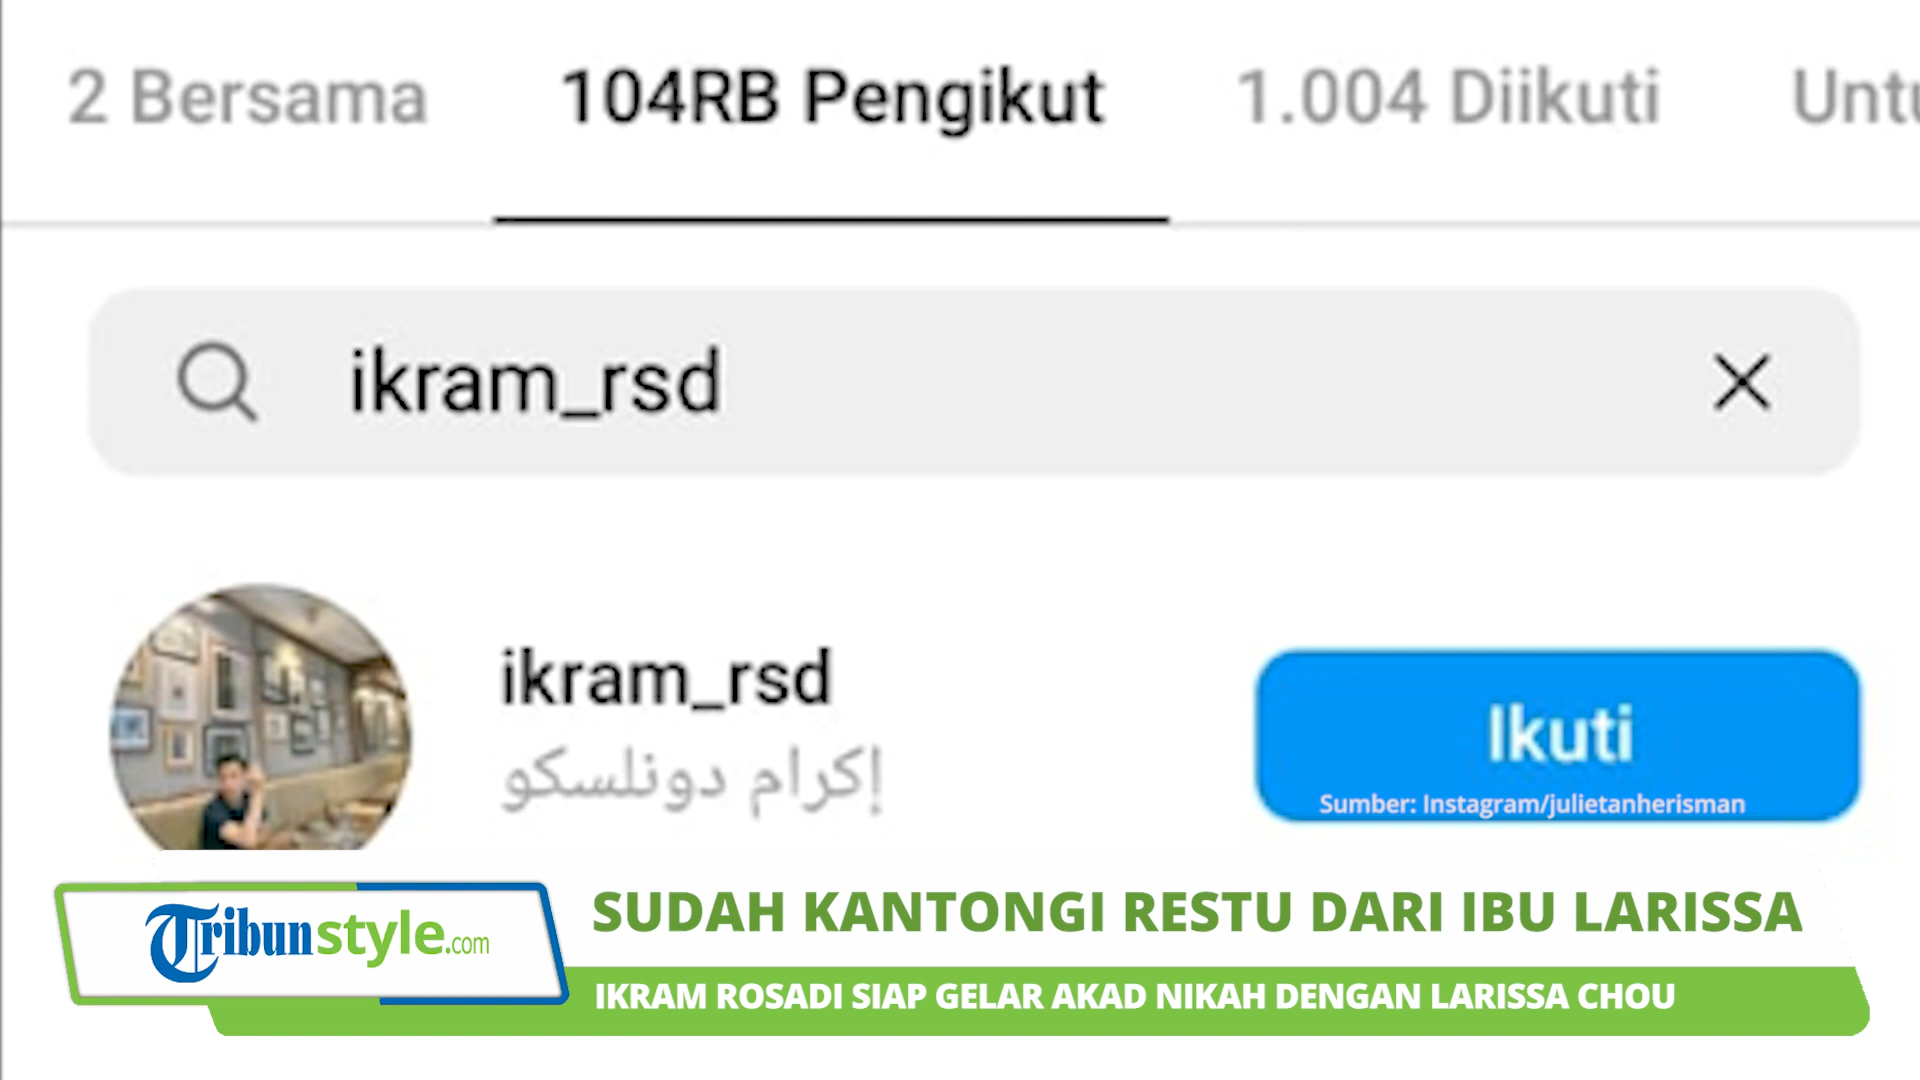 2 Bersama 104RB Pengikut 1.004 Diikuti
ikram_rsd
ikram_rsd
إكرام دونلسكو
Ikuti
Sumber: Instagram/julietanherisman
Tribunstyle.com
SUDAH KANTONGI RESTU DARI IBU LARISSA
IKRAM ROSADI SIAP GELAR AKAD NIKAH DENGAN LARISSA CHOU